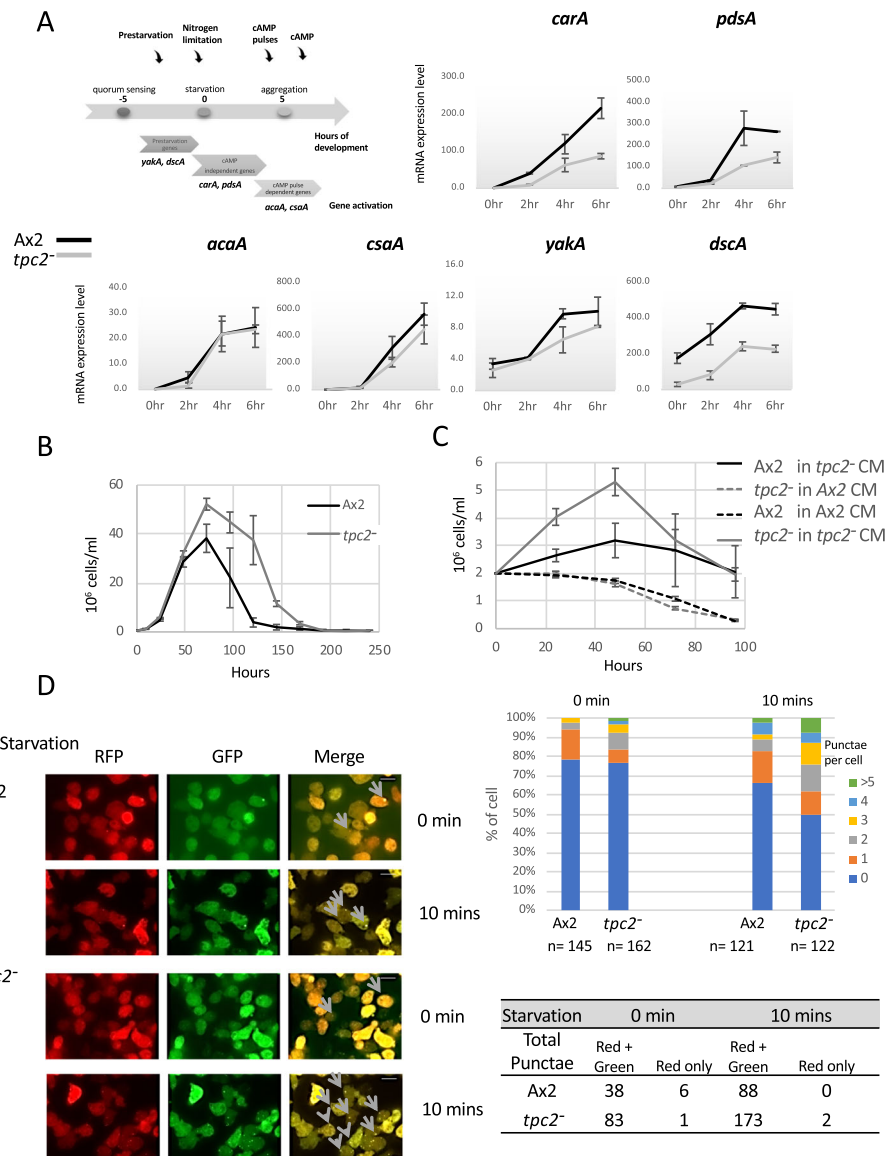 A
Prestarvation
Nitrogen
limitation
cAMP
pulses
cAMP
quorum sensing
-5
starvation
0
aggregation
5
Hours of
development
Prestarvation
genes
yakA, dscA
cAMP
independent genes
carA, pdsA
cAMP pulse
dependent genes
acaA, csaA
Gene activation
carA
mRNA expression level
300.0
200.0
100.0
0.0
0hr 2hr 4hr 6hr
pdsA
500.0
400.0
300.0
200.0
100.0
0.0
0hr 2hr 4hr 6hr
Ax2
tpc2-
acaA
mRNA expression level
40.0
30.0
20.0
10.0
0.0
0hr 2hr 4hr 6hr
csaA
800.0
600.0
400.0
200.0
0.0
0hr 2hr 4hr 6hr
yakA
16.0
12.0
8.0
4.0
0.0
0hr 2hr 4hr 6hr
dscA
600.0
400.0
200.0
0.0
0hr 2hr 4hr 6hr
B
10⁶ cells/ml
60
40
20
0
0 50 100 150 200 250
Hours
Ax2
tpc2-
C
10⁶ cells/ml
6
5
4
3
2
1
0
0 20 40 60 80 100
Hours
Ax2 in tpc2- CM
tpc2- in Ax2 CM
Ax2 in Ax2 CM
tpc2- in tpc2- CM
D
Starvation
RFP GFP Merge
2
0 min
10 mins
c2-
0 min
10 mins
0 min 10 mins
% of cell
100%
90%
80%
70%
60%
50%
40%
30%
20%
10%
0%
Ax2 tpc2- Ax2 tpc2-
n= 145 n= 162 n= 121 n= 122
Punctae
per cell
>5
4
3
2
1
0
Starvation 0 min 10 mins
Total
Punctae
Red +
Green
Red only
Red +
Green
Red only
Ax2 38 6 88 0
tpc2- 83 1 173 2